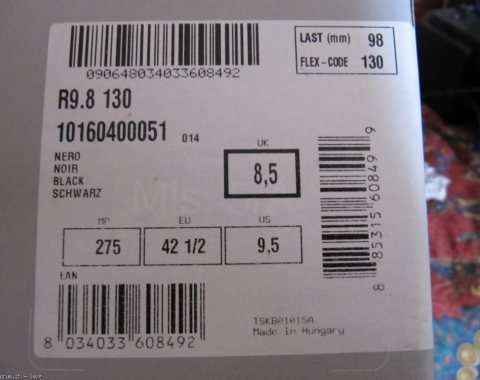 090648034033608492
LAST (mm) 98
FLEX-CODE 130
R9.8 130
10160400051 014
NERO
NOIR
BLACK
SCHWARZ
UK
8,5
MP EU US
275 42 1/2 9,5
EAN
8 034033 608492
8 85315 60849 9
TSKB01015A
Made In Hungary